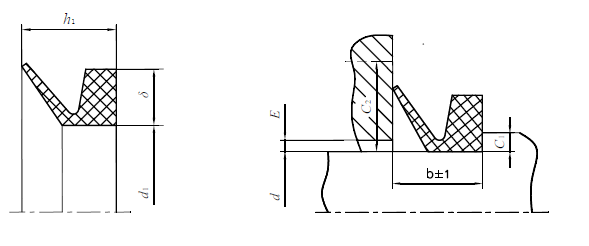 h₁
δ
d₁
E
d
C₂
C₁
b±1